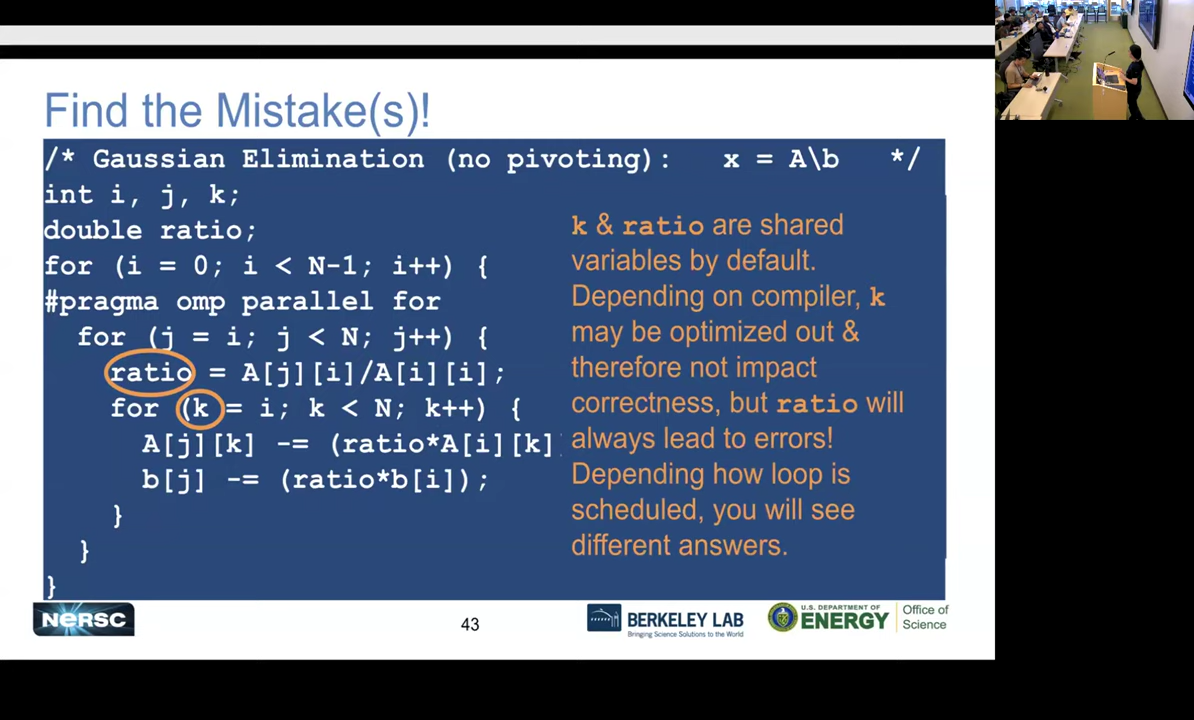 Find the Mistake(s)!
/* Gaussian Elimination (no pivoting):   x = A\b   */
int i, j, k;
double ratio;
for (i = 0; i < N-1; i++) {
#pragma omp parallel for
for (j = i; j < N; j++) {
ratio = A[j][i]/A[i][i];
for (k = i; k < N; k++) {
A[j][k] -= (ratio*A[i][k]
b[j] -= (ratio*b[i]);
}
}
}
k & ratio are shared
variables by default.
Depending on compiler, k
may be optimized out &
therefore not impact
correctness, but ratio will
always lead to errors!
Depending how loop is
scheduled, you will see
different answers.
NERSC
43
BERKELEY LAB
Bringing Science Solutions to the World
U.S. DEPARTMENT OF
ENERGY
Office of
Science